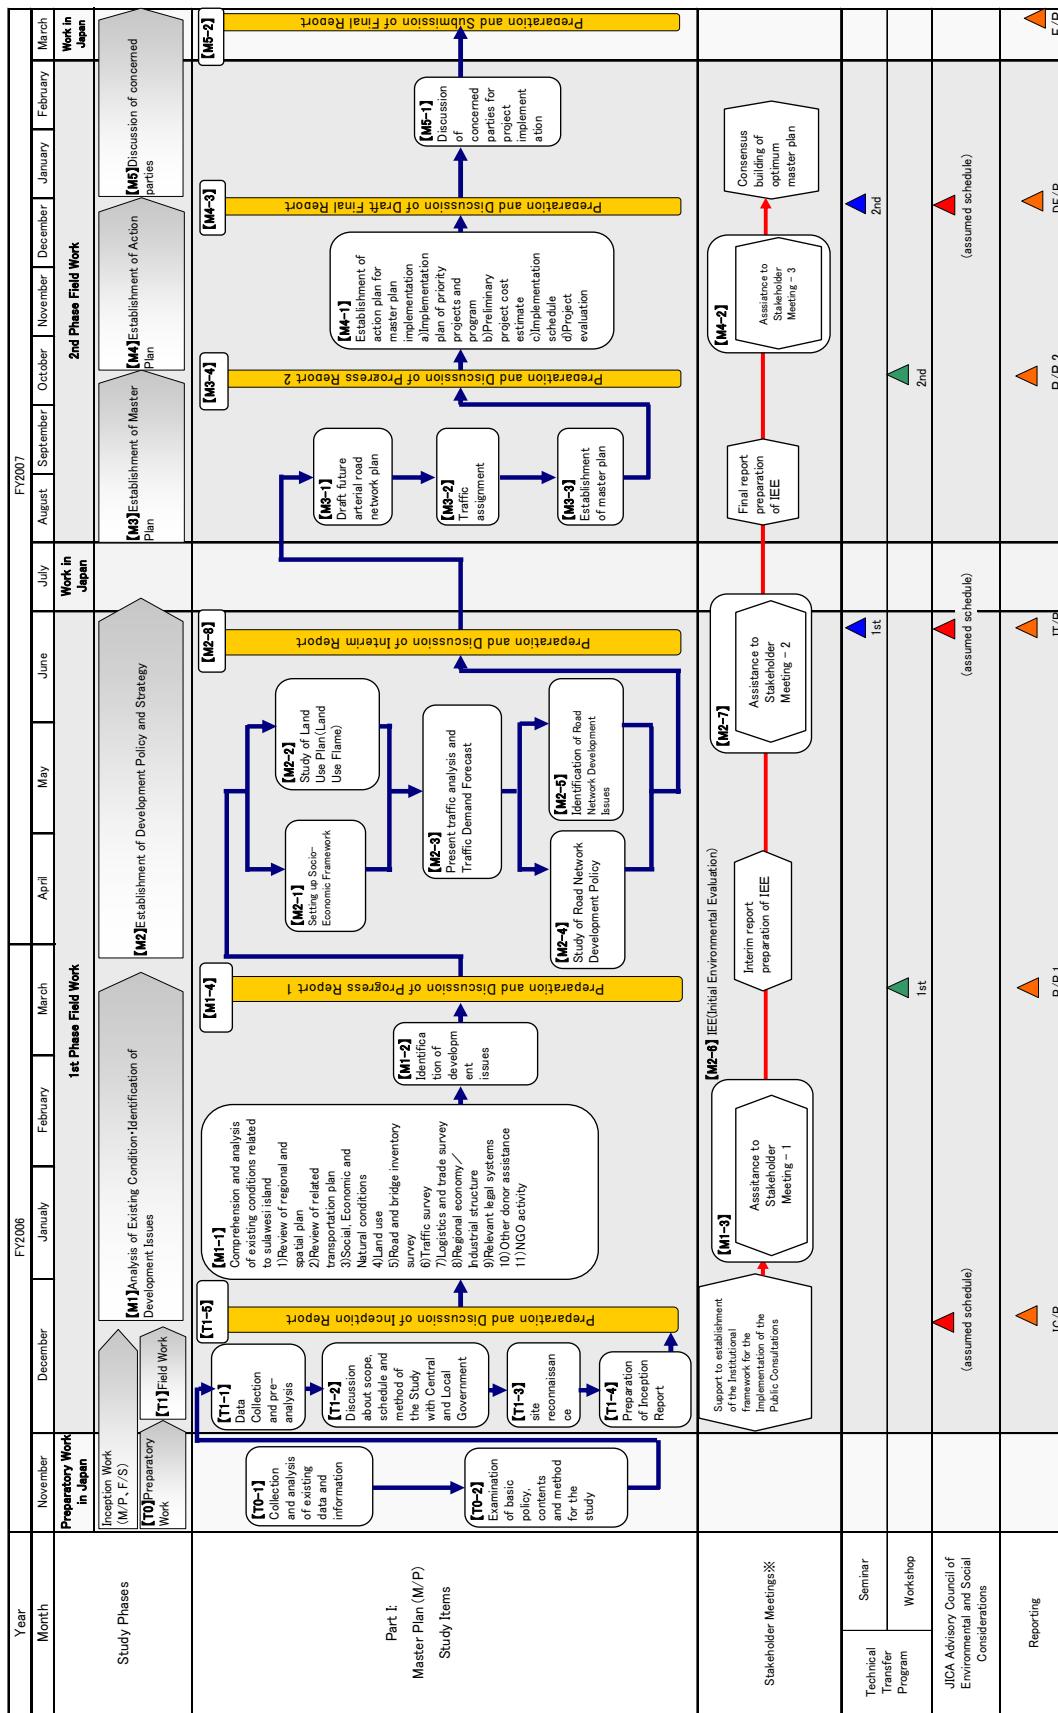 Year
FY2006
FY2007
Month
November
December
Janualy
February
March
April
May
June
July
August
September
October
November
December
January
February
March
Preparatory Work
in Japan
1st Phase Field Work
Work in
Japan
2nd Phase Field Work
Work in
Japan
Study Phases
Inception Work
(M/P、F/S)
【T0】Preparatory
Work
【T1】Field Work
【M1】Analysis of Existing Condition・Identification of
Development Issues
【M2】Establishment of Development Policy and Strategy
【M3】Establishment of Master
Plan
【M4】Establishment of Action
Plan
【M5】Discussion of concerned
parties
Part I:
Master Plan (M/P)
Study Items
【T0-1】
Collection
and analysis
of existing
data and
information
【T0-2】
Examination
of basic
policy,
contents
and method
for the
study
【T1-1】
Data
Collection
and pre-
analysis
【T1-2】
Discussion
about scope,
schedule and
method of
the Study
with Central
and Local
Government
【T1-3】
site
reconnaissan
ce
【T1-4】
Preparation
of Inception
Report
【T1-5】
Preparation and Discussion of Inception Report
【M1-1】
Comprehension and analysis
of existing conditions related
to sulawesi island
1)Review of regional and
spatial plan
2)Review of related
transportation plan
3)Social, Economic and
Natural conditions
4)Land use
5)Road and bridge inventory
survey
6)Traffic survey
7)Logistics and trade survey
8)Regional economy／
Industrial structure
9)Relevant legal systems
10)Other donor assistance
11)NGO activity
【M1-2】
Identifica
tion of
developm
ent
issues
【M1-4】
Preparation and Discussion of Progress Report 1
【M2-1】
Setting up Socio-
Economic Framework
【M2-2】
Study of Land
Use Plan(Land
Use Flame)
【M2-3】
Present traffic analysis and
Traffic Demand Forecast
【M2-4】
Study of Road Network
Development Policy
【M2-5】
Identification of Road
Network Development
Issues
【M2-8】
Preparation and Discussion of Interim Report
【M3-1】
Draft future
arterial road
network plan
【M3-2】
Traffic
assignment
【M3-3】
Establishment
of master plan
【M3-4】
Preparation and Discussion of Progress Report 2
【M4-1】
Establishment of
action plan for
master plan
implementation
a)Implementation
plan of priority
projects and
program
b)Preliminary
project cost
estimate
c)Implementation
schedule
d)Project
evaluation
【M4-3】
Preparation and Discussion of Draft Final Report
【M5-1】
Discussion
of
concerned
parties for
project
implement
ation
【M5-2】
Preparation and Submission of Final Report
Stakeholder Meetings※
Support to establishment
of the Institutional
framework for the
Implementation of the
Public Consultations
【M1-3】
Asssitance to
Stakeholder
Meeting - 1
【M2-6】IEE(Initial Environmental Evaluation)
Interim report
preparation of IEE
【M2-7】
Assistance to
Stakeholder
Meeting - 2
Final report
preparation
of IEE
【M4-2】
Asssiatnce to
Stakeholder
Meeting - 3
Consensus
building of
optimum
master plan
Technical
Transfer
Program
Seminar
1st
2nd
Workshop
1st
2nd
JICA Advisory Council of
Environmental and Social
Considerations
(assumed schedule)
(assumed schedule)
(assumed schedule)
Reporting
IC/R
P/R 1
IT/R
P/R 2
DF/R
F/R